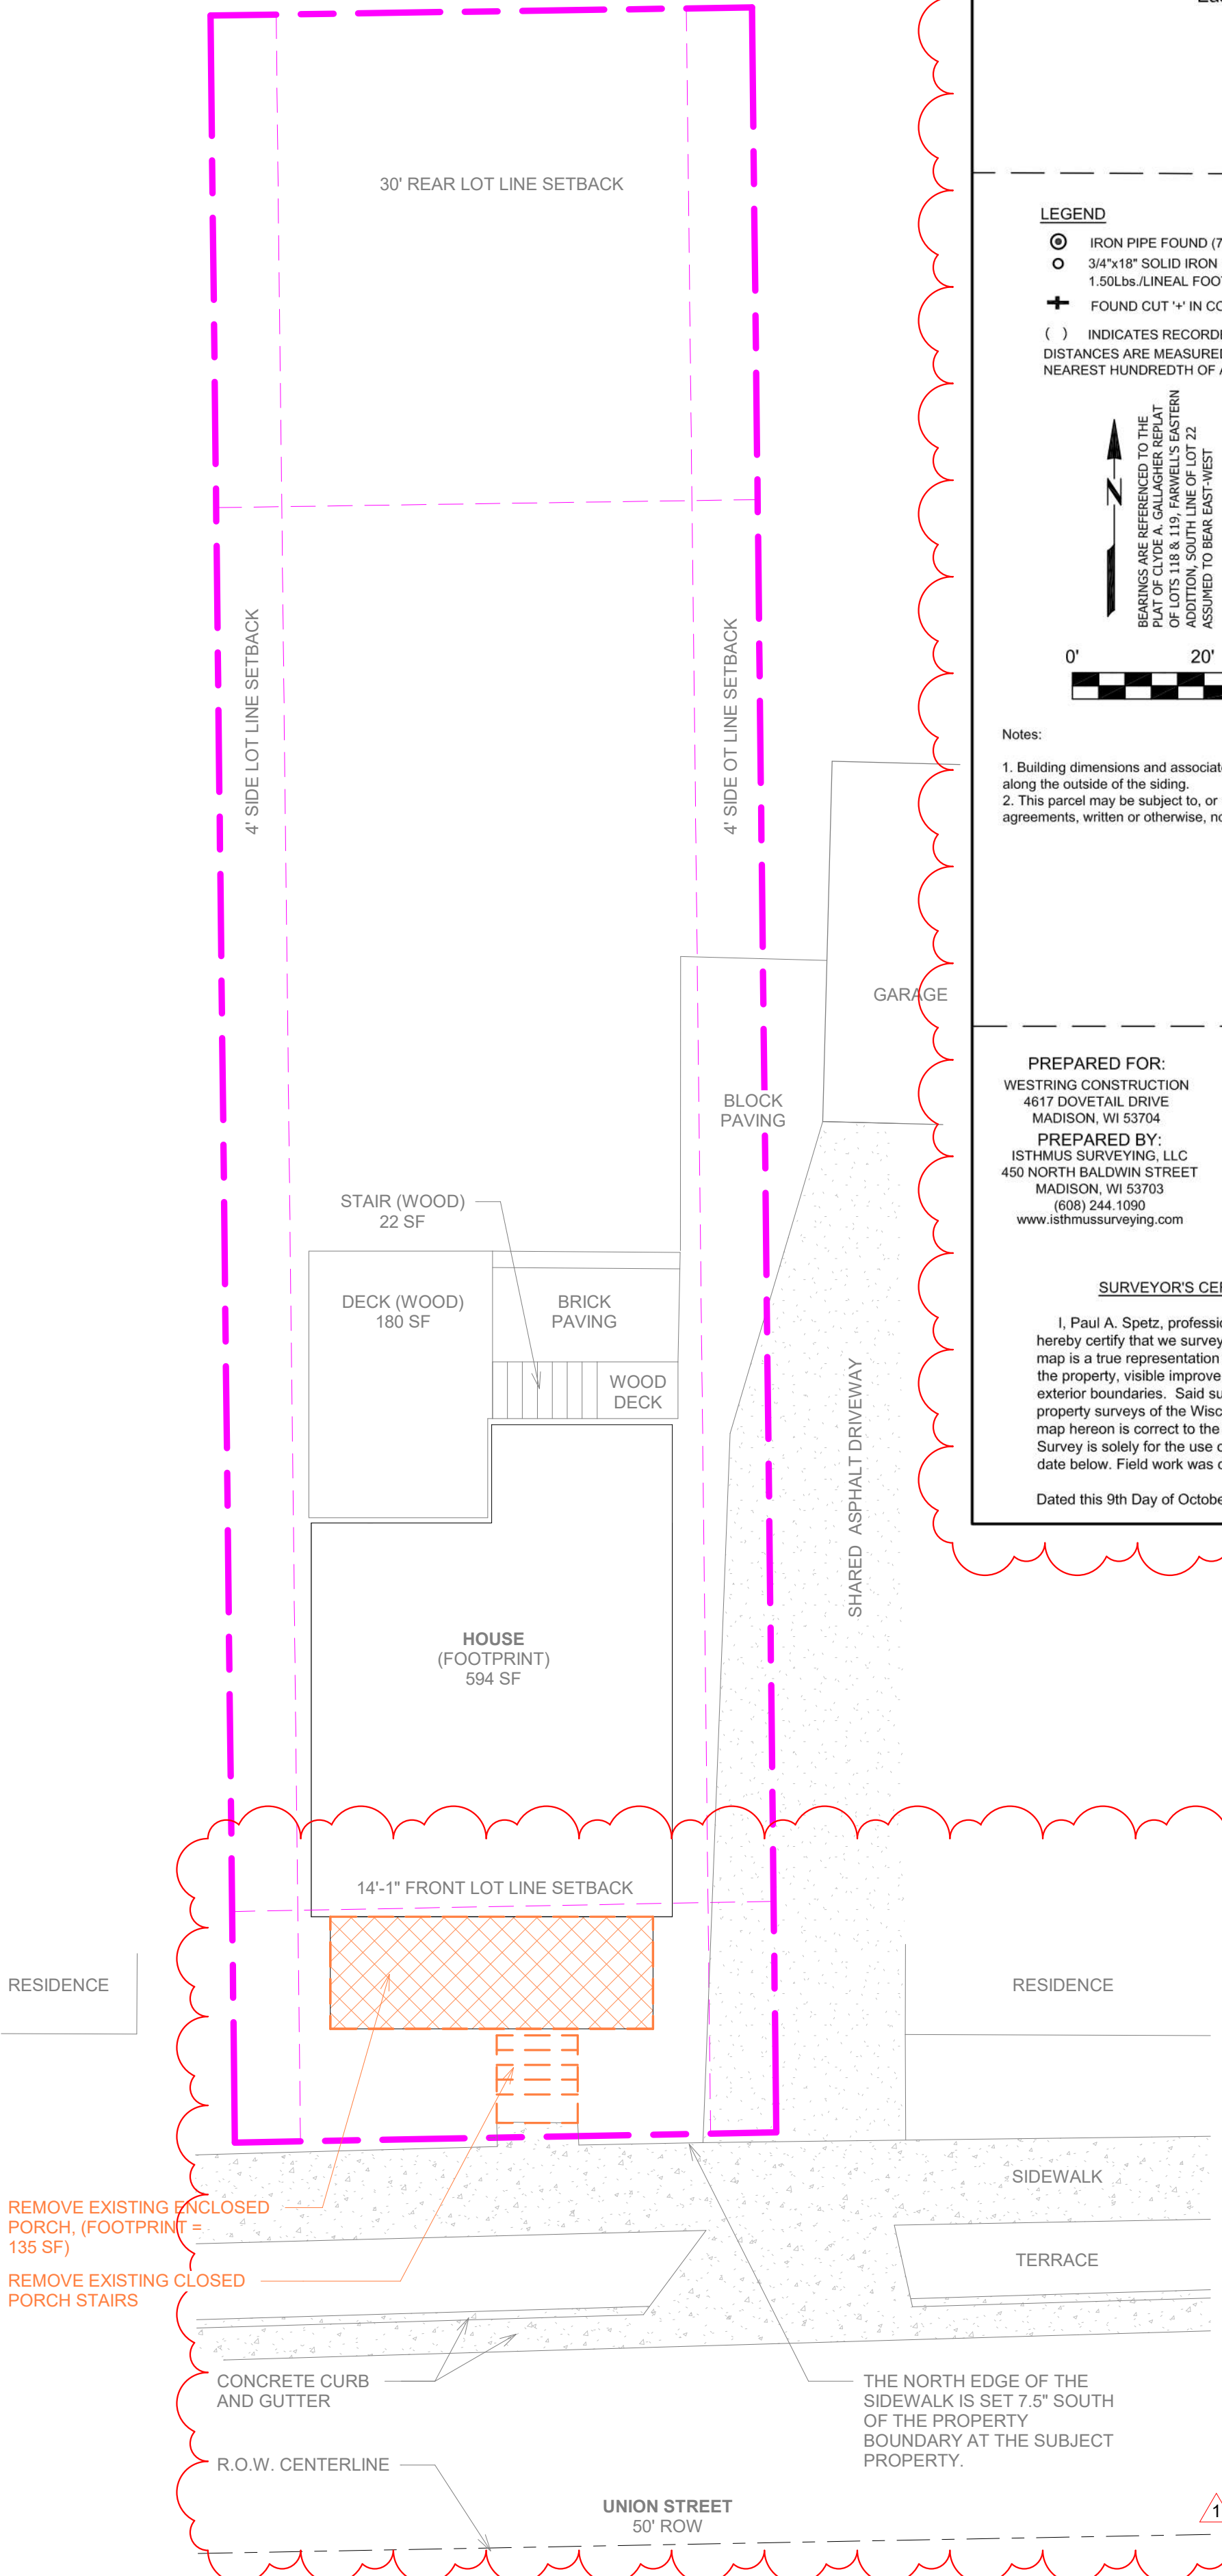 30' REAR LOT LINE SETBACK
4' SIDE LOT LINE SETBACK
4' SIDE OT LINE SETBACK
LEGEND
IRON PIPE FOUND (7
3/4"x18" SOLID IRON
1.50Lbs./LINEAL FOO
FOUND CUT '+' IN CO
( ) INDICATES RECORD
DISTANCES ARE MEASURE
NEAREST HUNDREDTH OF
N
BEARINGS ARE REFERENCED TO THE
PLAT OF CLYDE A. GALLAGHER REPLAT
OF LOTS 118 & 119, FARWELL'S EASTERN
ADDITION, SOUTH LINE OF LOT 22
ASSUMED TO BEAR EAST-WEST
0' 20'
Notes:
1. Building dimensions and associat
along the outside of the siding.
2. This parcel may be subject to, or
agreements, written or otherwise, no
GARAGE
BLOCK
PAVING
PREPARED FOR:
WESTRING CONSTRUCTION
4617 DOVETAIL DRIVE
MADISON, WI 53704
PREPARED BY:
ISTHMUS SURVEYING, LLC
450 NORTH BALDWIN STREET
MADISON, WI 53703
(608) 244.1090
www.isthmussurveying.com
STAIR (WOOD)
22 SF
DECK (WOOD)
180 SF
BRICK
PAVING
WOOD
DECK
SHARED ASPHALT DRIVEWAY
SURVEYOR'S CE
I, Paul A. Spetz, professi
hereby certify that we survey
map is a true representation
the property, visible improve
exterior boundaries. Said su
property surveys of the Wisc
map hereon is correct to the
Survey is solely for the use
date below. Field work was
Dated this 9th Day of Octobe
HOUSE
(FOOTPRINT)
594 SF
14'-1" FRONT LOT LINE SETBACK
RESIDENCE
RESIDENCE
SIDEWALK
REMOVE EXISTING ENCLOSED
PORCH, (FOOTPRINT =
135 SF)
TERRACE
REMOVE EXISTING CLOSED
PORCH STAIRS
CONCRETE CURB
AND GUTTER
THE NORTH EDGE OF THE
SIDEWALK IS SET 7.5" SOUTH
OF THE PROPERTY
BOUNDARY AT THE SUBJECT
PROPERTY.
R.O.W. CENTERLINE
UNION STREET
50' ROW
1